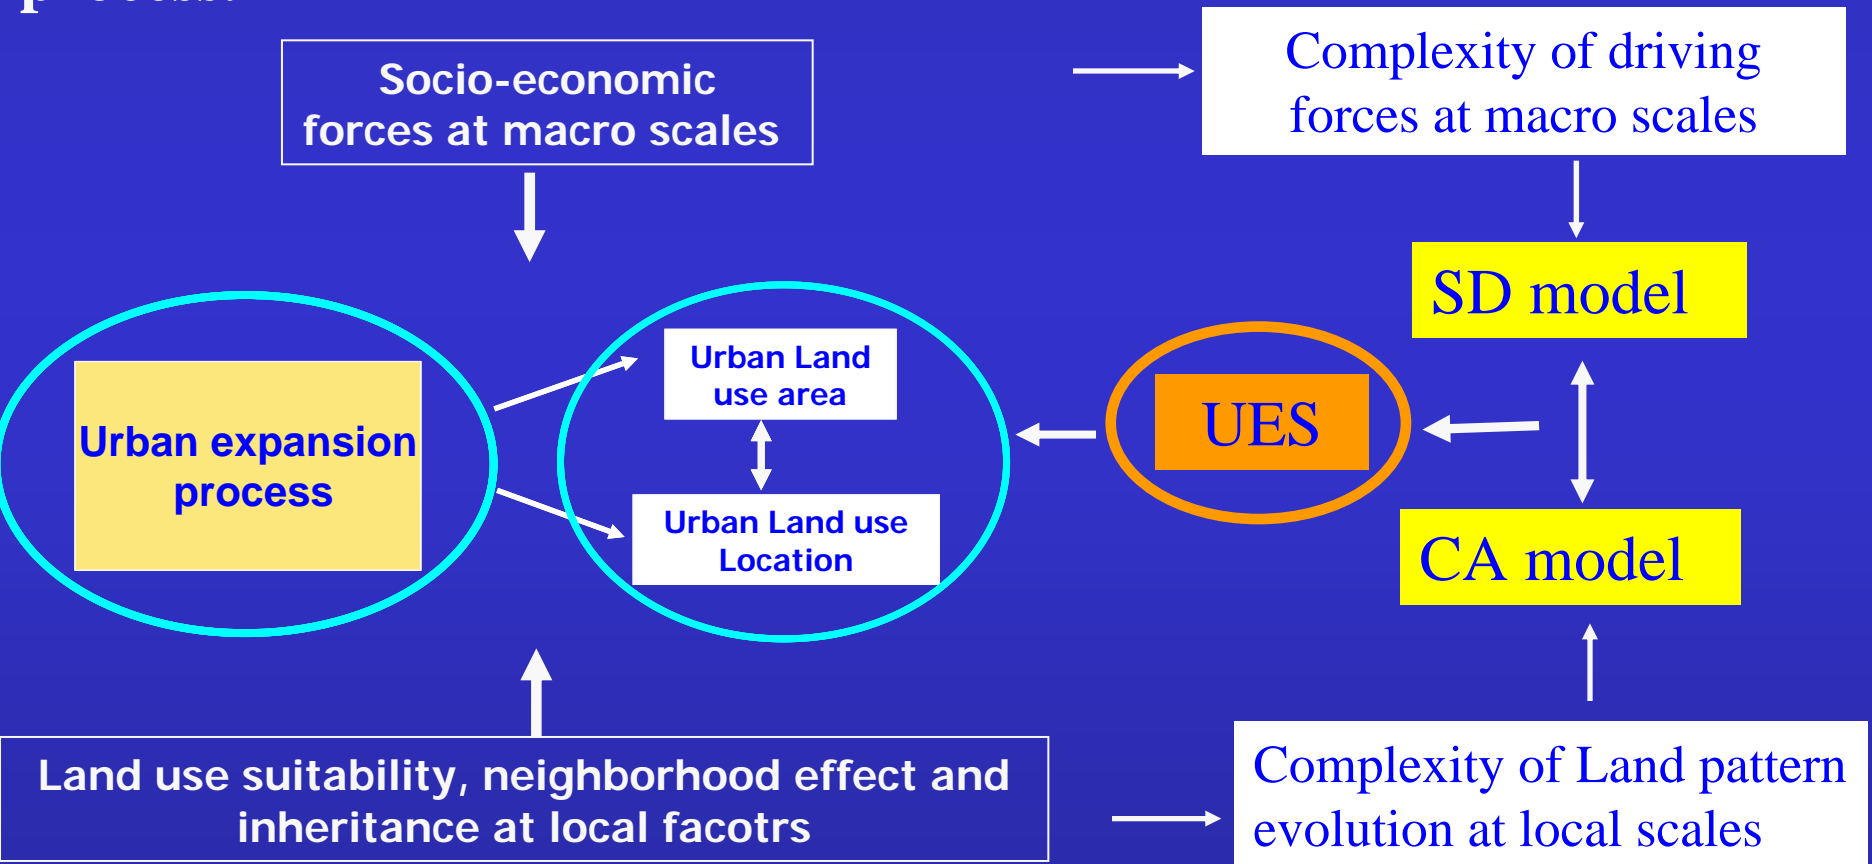 Socio-economic
forces at macro scales
Complexity of driving
forces at macro scales
SD model
Urban expansion
process
Urban Land
use area
Urban Land use
Location
UES
CA model
Land use suitability, neighborhood effect and
inheritance at local facotrs
Complexity of Land pattern
evolution at local scales